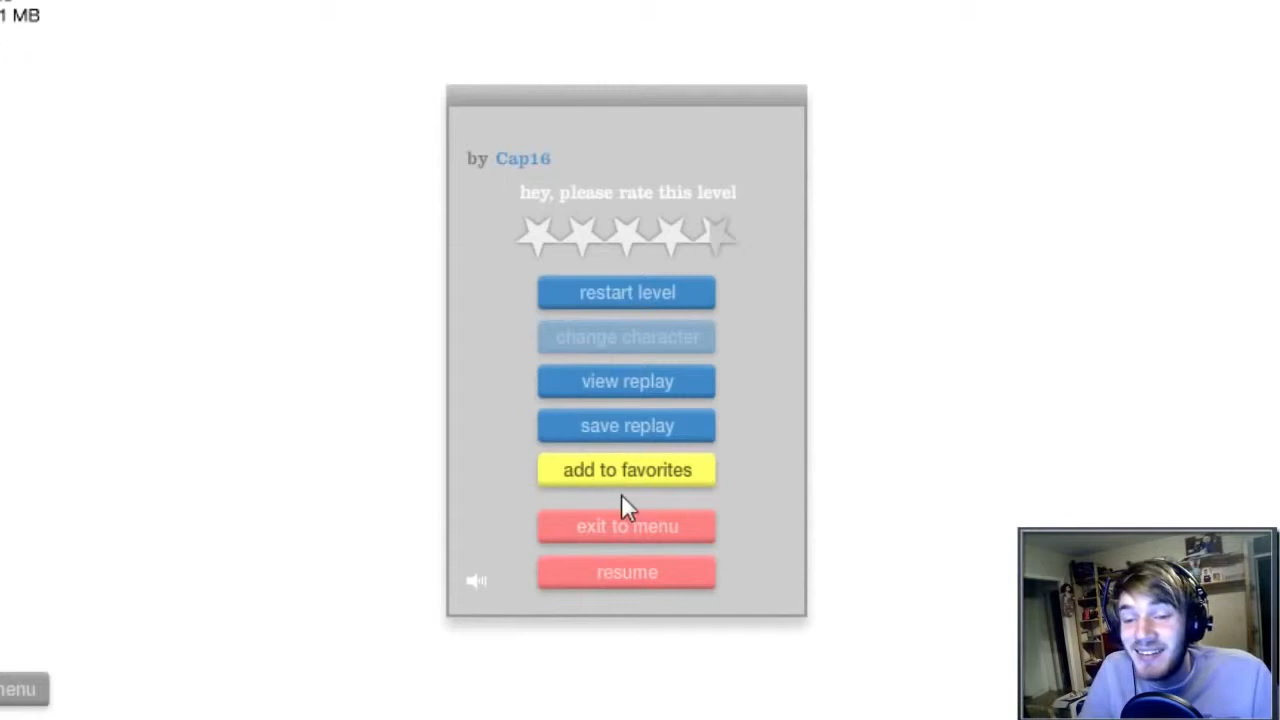 1 MB
by Cap16
hey, please rate this level
restart level
change character
view replay
save replay
add to favorites
exit to menu
resume
menu